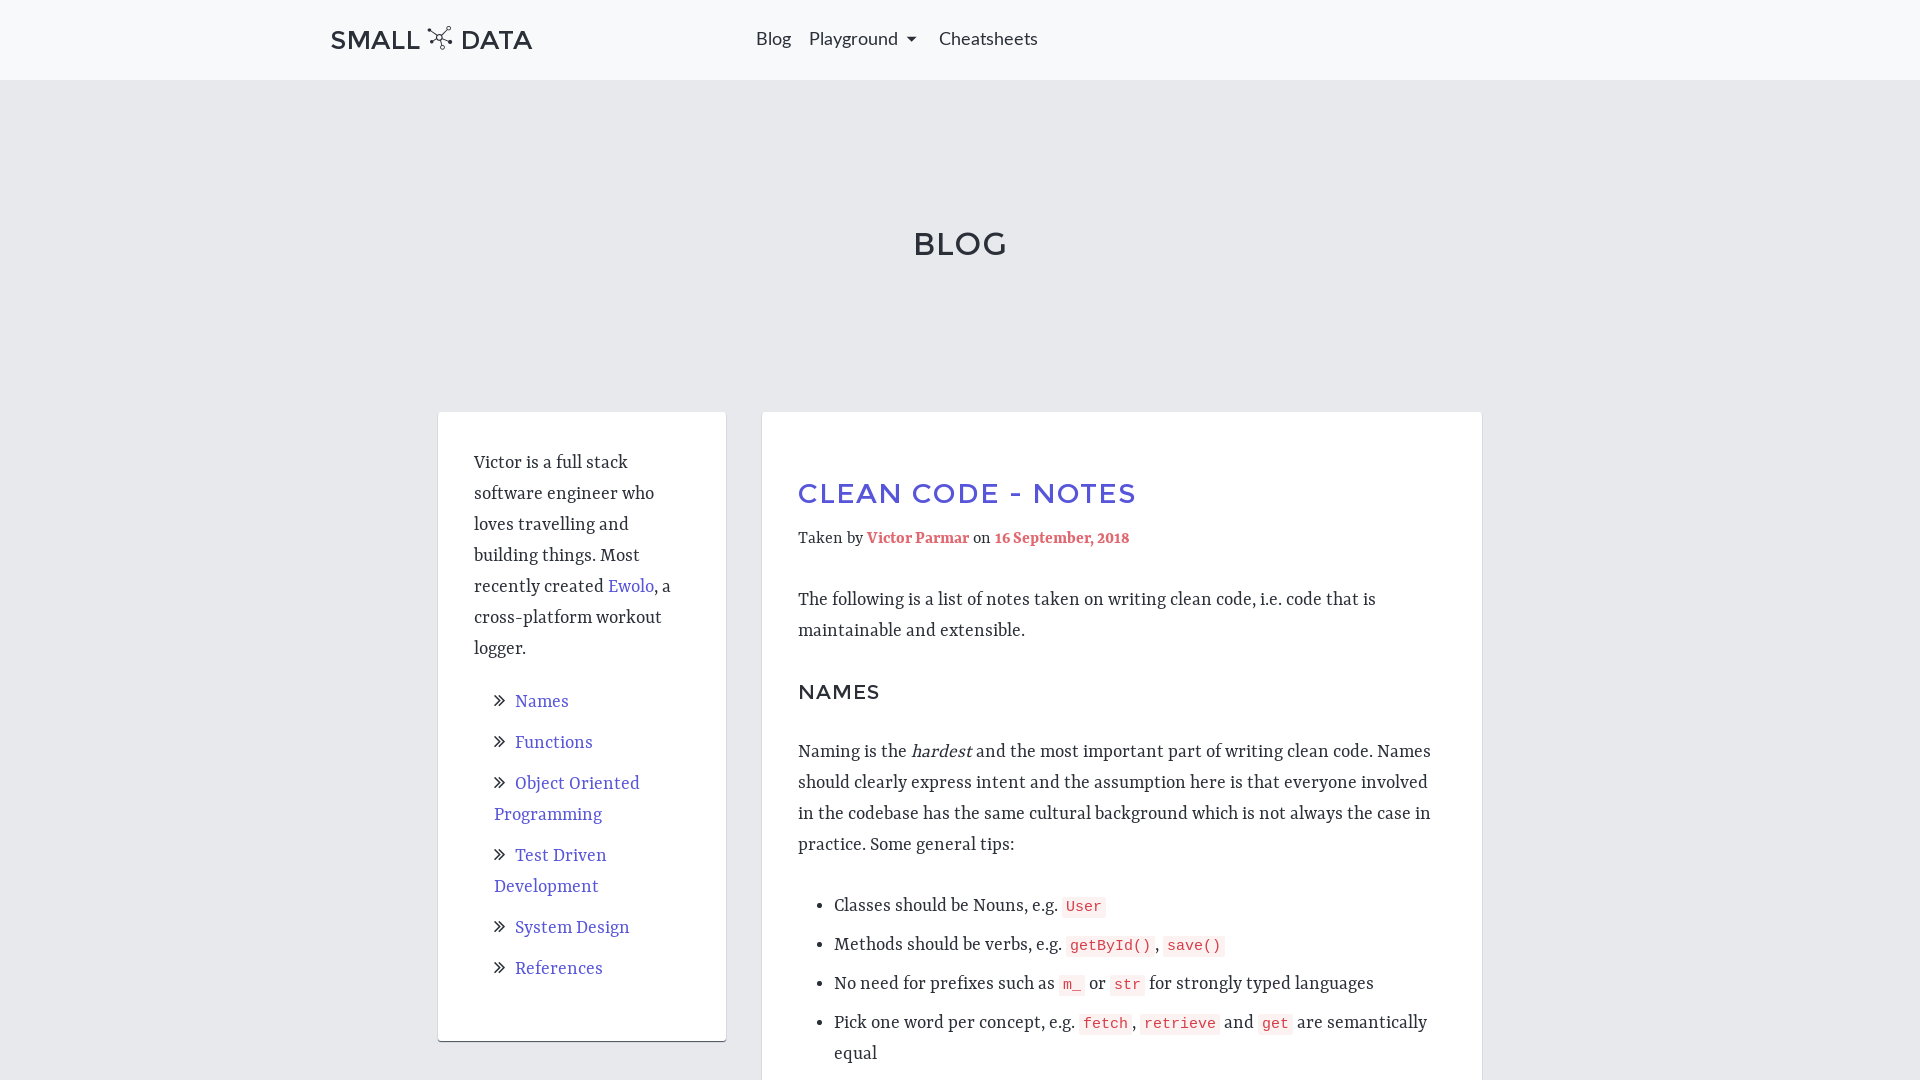 SMALL DATA
Blog Playground Cheatsheets
BLOG
Victor is a full stack
software engineer who
loves travelling and
building things. Most
recently created Ewolo, a
cross-platform workout
logger.
Names
Functions
Object Oriented
Programming
Test Driven
Development
System Design
References
CLEAN CODE - NOTES
Taken by Victor Parmar on 16 September, 2018
The following is a list of notes taken on writing clean code, i.e. code that is
maintainable and extensible.
NAMES
Naming is the hardest and the most important part of writing clean code. Names
should clearly express intent and the assumption here is that everyone involved
in the codebase has the same cultural background which is not always the case in
practice. Some general tips:
• Classes should be Nouns, e.g. User
• Methods should be verbs, e.g. getById(), save()
• No need for prefixes such as m_ or str for strongly typed languages
• Pick one word per concept, e.g. fetch, retrieve and get are semantically
equal